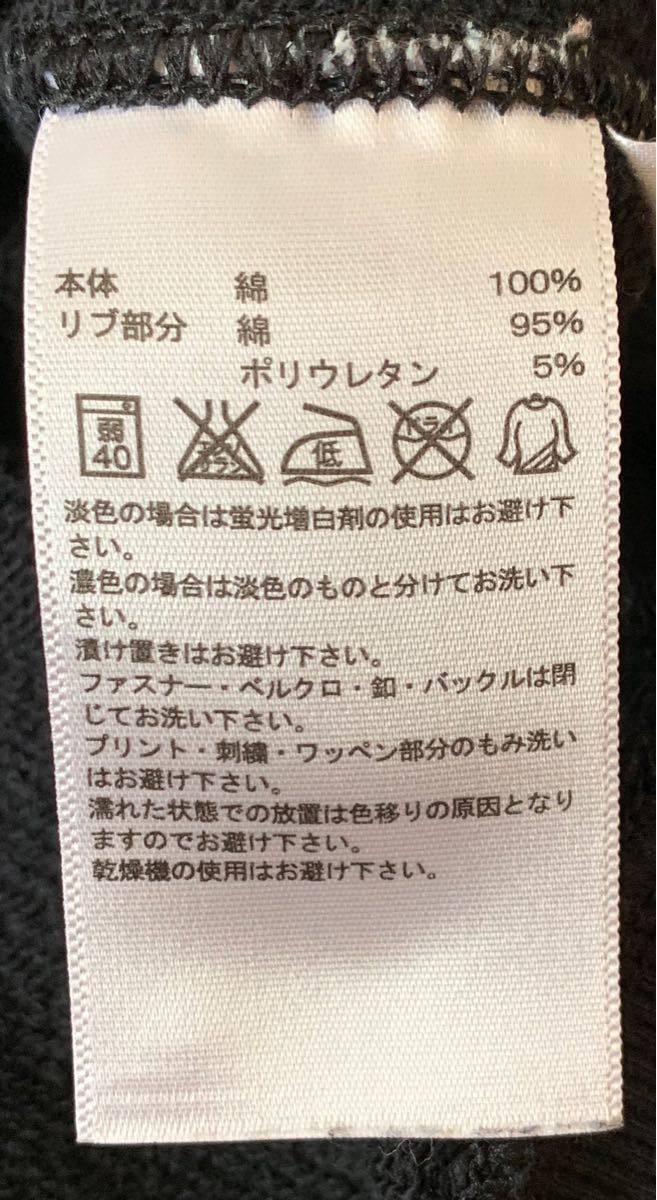 本体 綿 100%
リブ部分 綿 95%
ポリウレタン 5%
弱 40 エンソ サラシ 低 ドライ
淡色の場合は蛍光増白剤の使用はお避け下
さい。
濃色の場合は淡色のものと分けてお洗い下
さい。
漬け置きはお避け下さい。
ファスナー・ベルクロ・釦・バックルは閉
じてお洗い下さい。
プリント・刺繍・ワッペン部分のもみ洗い
はお避け下さい。
濡れた状態での放置は色移りの原因となり
ますのでお避け下さい。
乾燥機の使用はお避け下さい。